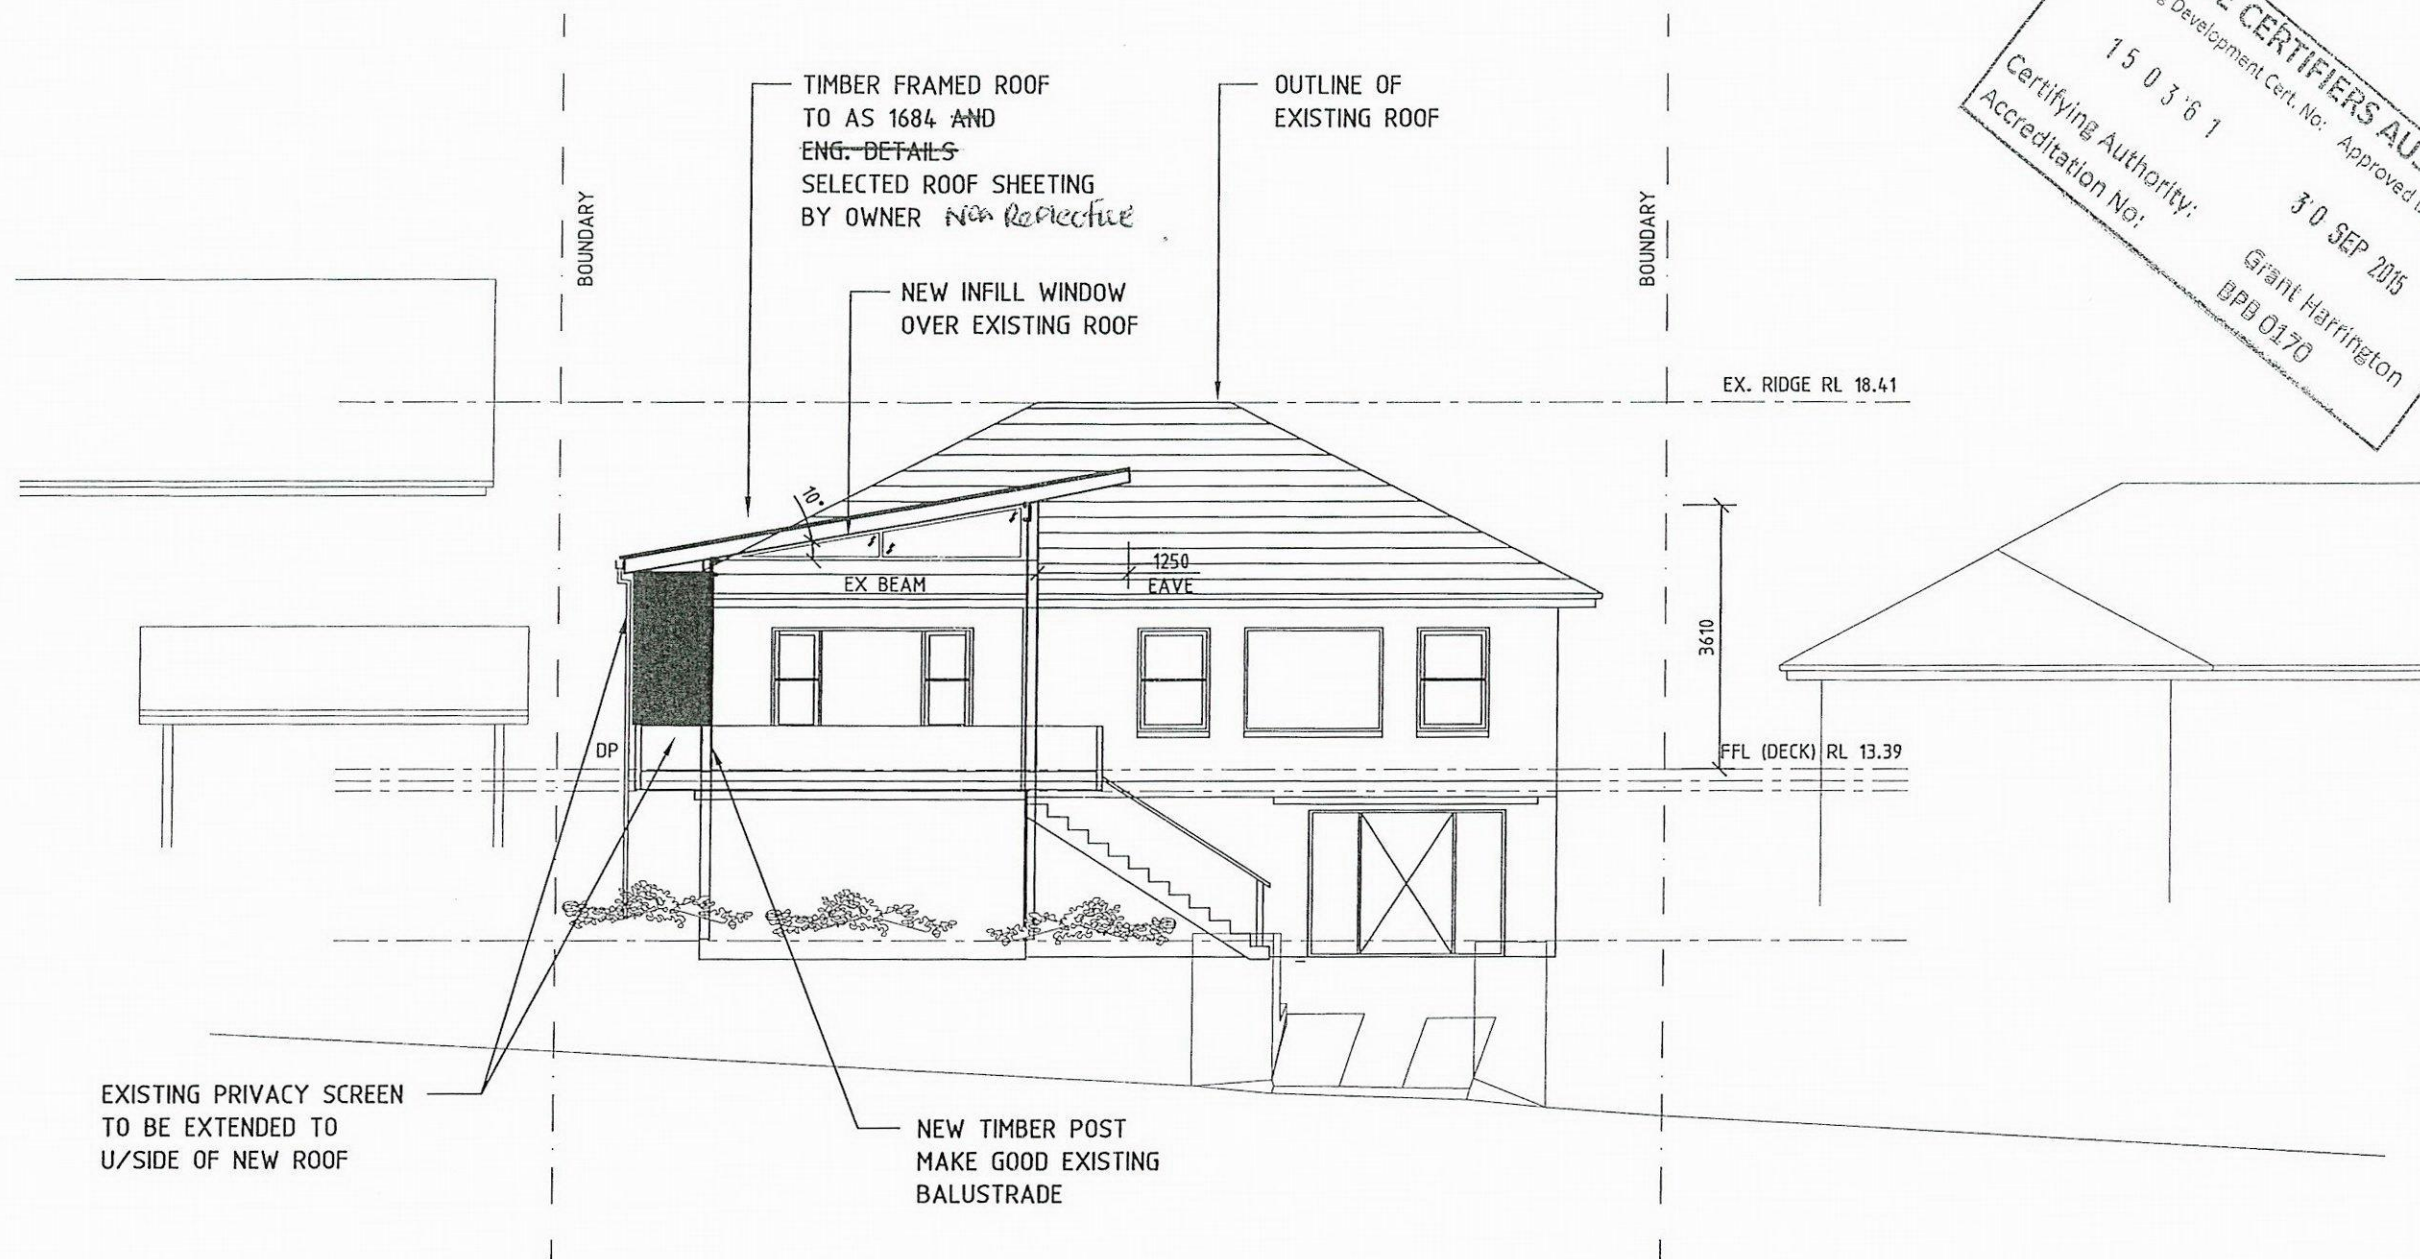 TIMBER FRAMED ROOF
TO AS 1684 AND
ENG. DETAILS
SELECTED ROOF SHEETING
BY OWNER Non Reflective
OUTLINE OF
EXISTING ROOF
BOUNDARY
BOUNDARY
NEW INFILL WINDOW
OVER EXISTING ROOF
CERTIFIERS
Development Cert. No:
Approved
150361
Certifying Authority:
Accreditation No:
30 SEP 2015
Grant Harrington
BPB 0170
EX. RIDGE RL 18.41
10°
1250
EX BEAM
EAVE
3610
DP
FFL (DECK) RL 13.39
EXISTING PRIVACY SCREEN
TO BE EXTENDED TO
U/SIDE OF NEW ROOF
NEW TIMBER POST
MAKE GOOD EXISTING
BALUSTRADE